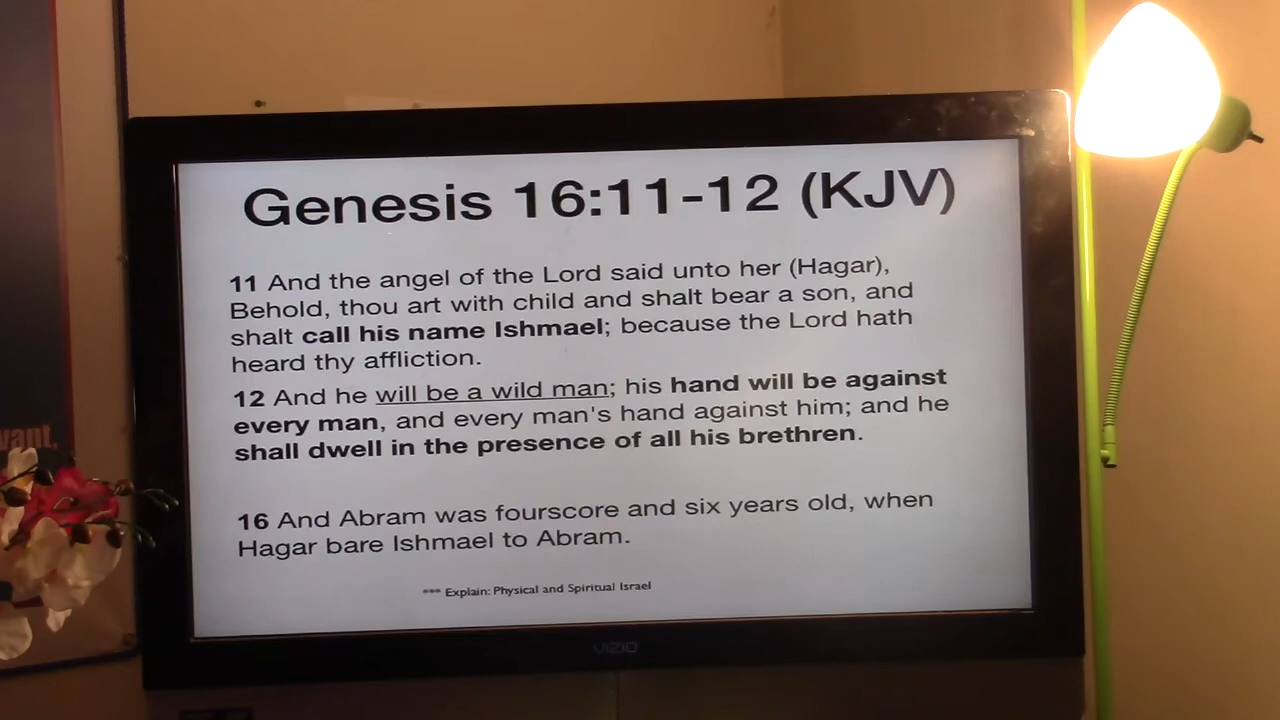 Genesis 16:11-12 (KJV)
11 And the angel of the Lord said unto her (Hagar),
Behold, thou art with child and shalt bear a son, and
shalt call his name Ishmael; because the Lord hath
heard thy affliction.
12 And he will be a wild man; his hand will be against
every man, and every man's hand against him; and he
shall dwell in the presence of all his brethren.
16 And Abram was fourscore and six years old, when
Hagar bare Ishmael to Abram.
*** Explain: Physical and Spiritual Israel
VIZIO
vant.